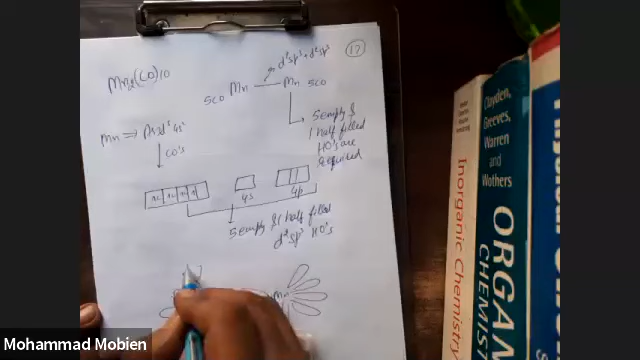 17
Mn2(CO)10
d²sp³ - d²sp³
5CO Mn — Mn 5CO
Mn ⇒ Ar3d⁵4s²
CO's
5 empty &
1 half filled
HO's are
required
4s
4p
5 empty & 1 half filled
d²sp³ HO's
Mn
Inorganic Chemistry
Clayden,
Greeves,
Warren
and
Wothers
ORGANIC
CHEMISTRY
Mohammad Mobien